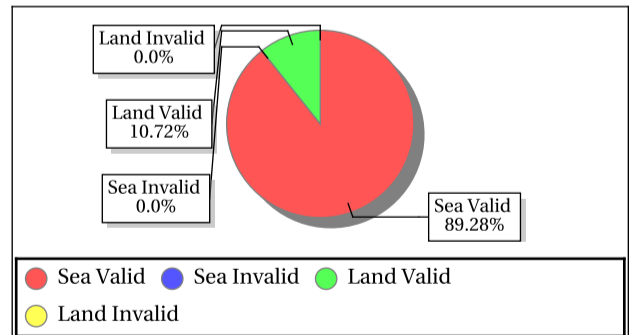 Land Invalid
0.0%
Land Valid
10.72%
Sea Invalid
0.0%
Sea Valid
89.28%
Sea Valid Sea Invalid Land Valid
Land Invalid